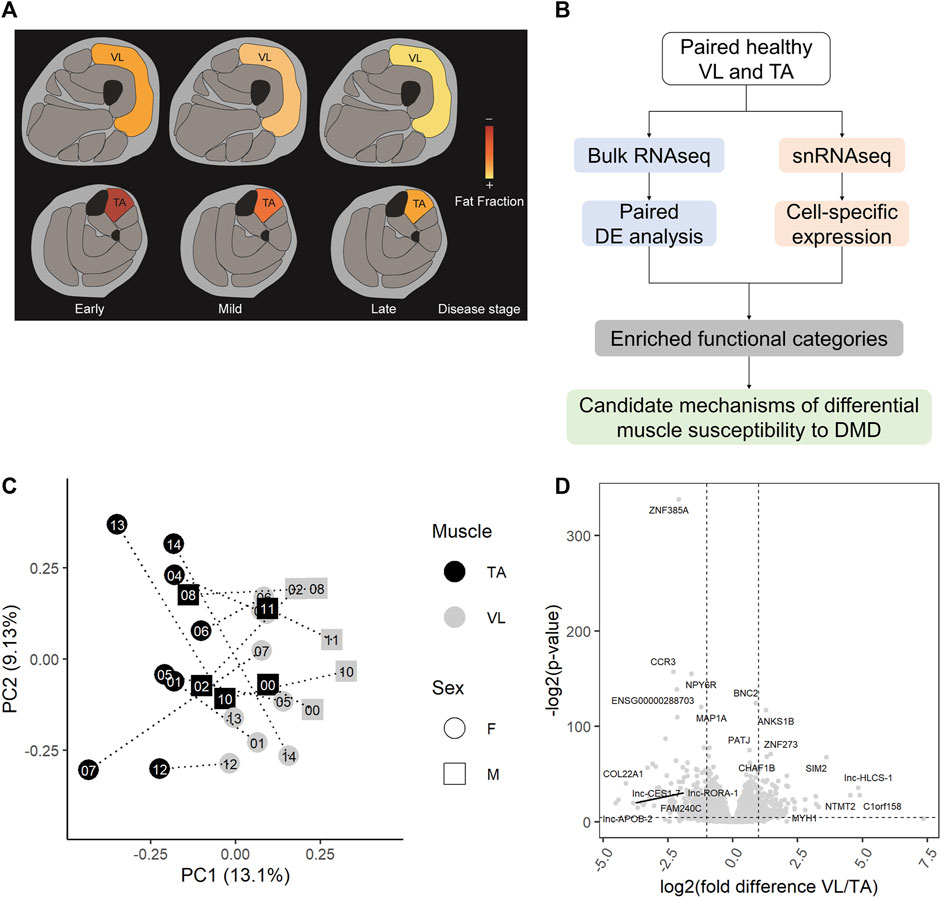 A
VL
VL
VL
−
+
Fat Fraction
TA
TA
TA
Early
Mild
Late
Disease stage
B
Paired healthy
VL and TA
Bulk RNAseq
snRNAseq
Paired
DE analysis
Cell-specific
expression
Enriched functional categories
Candidate mechanisms of differential
muscle susceptibility to DMD
C
PC2 (9.13%)
0.25
0.00
-0.25
13
14
04
08
06
02
08
11
06
11
07
05
01
02
10
00
10
05
00
13
01
14
07
12
12
-0.25
0.00
0.25
PC1 (13.1%)
Muscle
TA
VL
Sex
F
M
D
-log2(p-value)
300
200
100
0
ZNF385A
CCR3
NPY6R
ENSG00000288703
BNC2
MAP1A
ANKS1B
PATJ
ZNF273
COL22A1
CHAF1B
SIM2
lnc-HLCS-1
lnc-CES1-7
lnc-RORA-1
FAM240C
NTMT2
C1orf158
lnc-APOB-2
MYH1
-5.0
-2.5
0.0
2.5
5.0
7.5
log2(fold difference VL/TA)